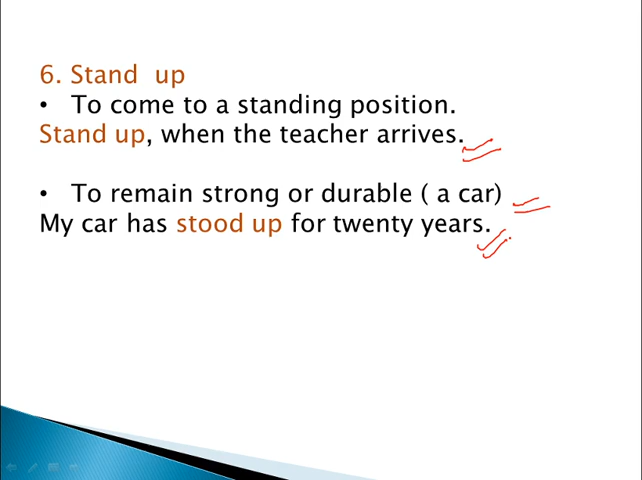 6. Stand up
• To come to a standing position.
Stand up, when the teacher arrives.
• To remain strong or durable ( a car)
My car has stood up for twenty years.